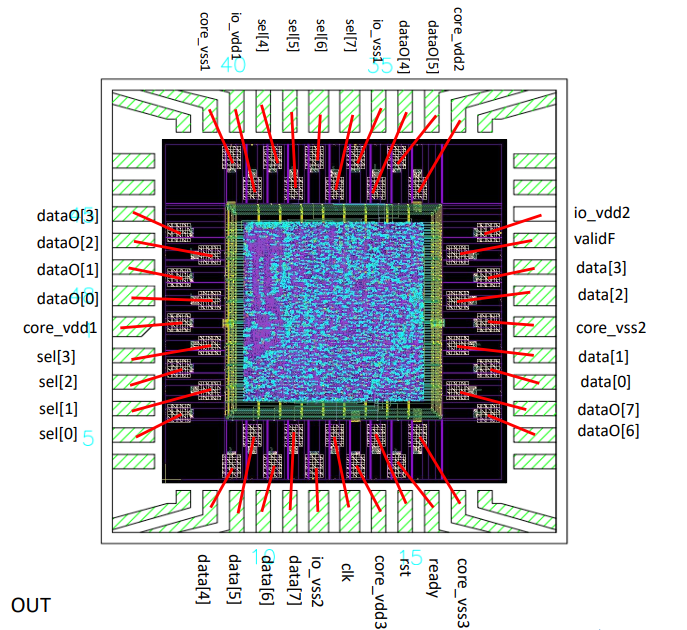 core_vss1
io_vdd1
sel[4]
sel[5]
sel[6]
sel[7]
io_vss1
dataO[4]
dataO[5]
core_vdd2
40
35
dataO[3]
dataO[2]
dataO[1]
dataO[0]
core_vdd1
sel[3]
sel[2]
sel[1]
sel[0]
5
io_vdd2
validF
data[3]
data[2]
core_vss2
data[1]
data[0]
dataO[7]
dataO[6]
10
15
data[4]
data[5]
data[6]
data[7]
io_vss2
clk
core_vdd3
rst
ready
core_vss3
OUT